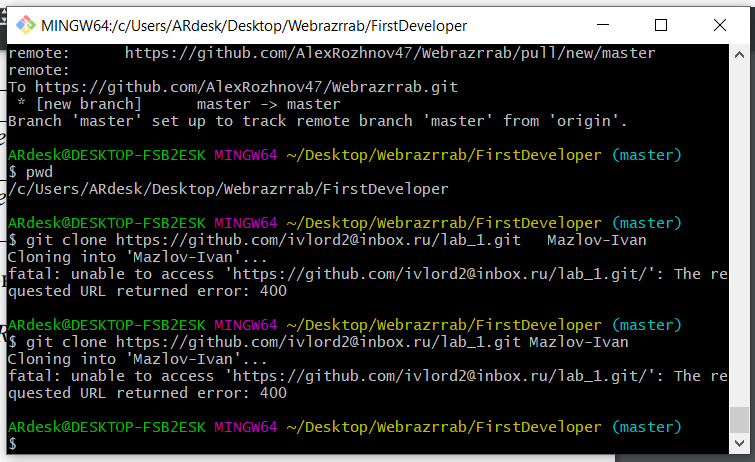 MINGW64:/c/Users/ARdesk/Desktop/Webrazrrab/FirstDeveloper
remote:      https://github.com/AlexRozhnov47/Webrazrrab/pull/new/master
remote:
To https://github.com/AlexRozhnov47/Webrazrrab.git
 * [new branch]      master -> master
Branch 'master' set up to track remote branch 'master' from 'origin'.
ARdesk@DESKTOP-FSB2ESK MINGW64 ~/Desktop/Webrazrrab/FirstDeveloper (master)
$ pwd
/c/Users/ARdesk/Desktop/Webrazrrab/FirstDeveloper
ARdesk@DESKTOP-FSB2ESK MINGW64 ~/Desktop/Webrazrrab/FirstDeveloper (master)
$ git clone https://github.com/ivlord2@inbox.ru/lab_1.git   Mazlov-Ivan
Cloning into 'Mazlov-Ivan'...
fatal: unable to access 'https://github.com/ivlord2@inbox.ru/lab_1.git/': The re
quested URL returned error: 400
ARdesk@DESKTOP-FSB2ESK MINGW64 ~/Desktop/Webrazrrab/FirstDeveloper (master)
$ git clone https://github.com/ivlord2@inbox.ru/lab_1.git Mazlov-Ivan
Cloning into 'Mazlov-Ivan'...
fatal: unable to access 'https://github.com/ivlord2@inbox.ru/lab_1.git/': The re
quested URL returned error: 400
ARdesk@DESKTOP-FSB2ESK MINGW64 ~/Desktop/Webrazrrab/FirstDeveloper (master)
$